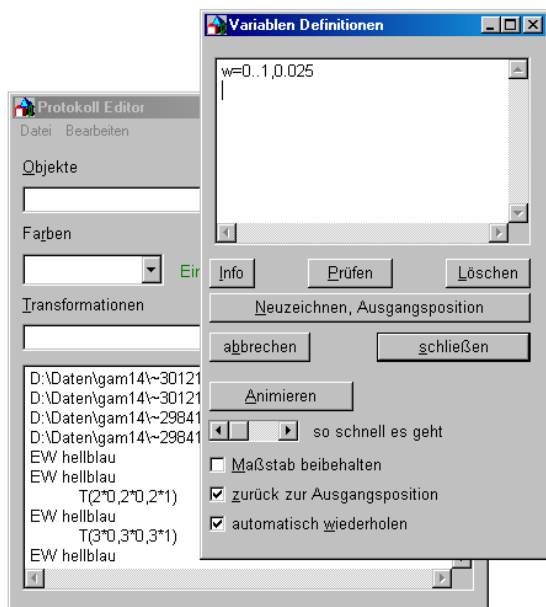 Variablen Definitionen
w=0..1,0.025
Info
Prüfen
Löschen
Neuzeichnen, Ausgangsposition
abbrechen
schließen
Animieren
so schnell es geht
Maßstab beibehalten
zurück zur Ausgangsposition
automatisch wiederholen
Protokoll Editor
Datei Bearbeiten
Objekte
Farben
Ein
Transformationen
D:\Daten\gam14\~30121
D:\Daten\gam14\~30121
D:\Daten\gam14\~29841
D:\Daten\gam14\~29841
EW hellblau
EW hellblau
T(2*0,2*0,2*1)
EW hellblau
T(3*0,3*0,3*1)
EW hellblau